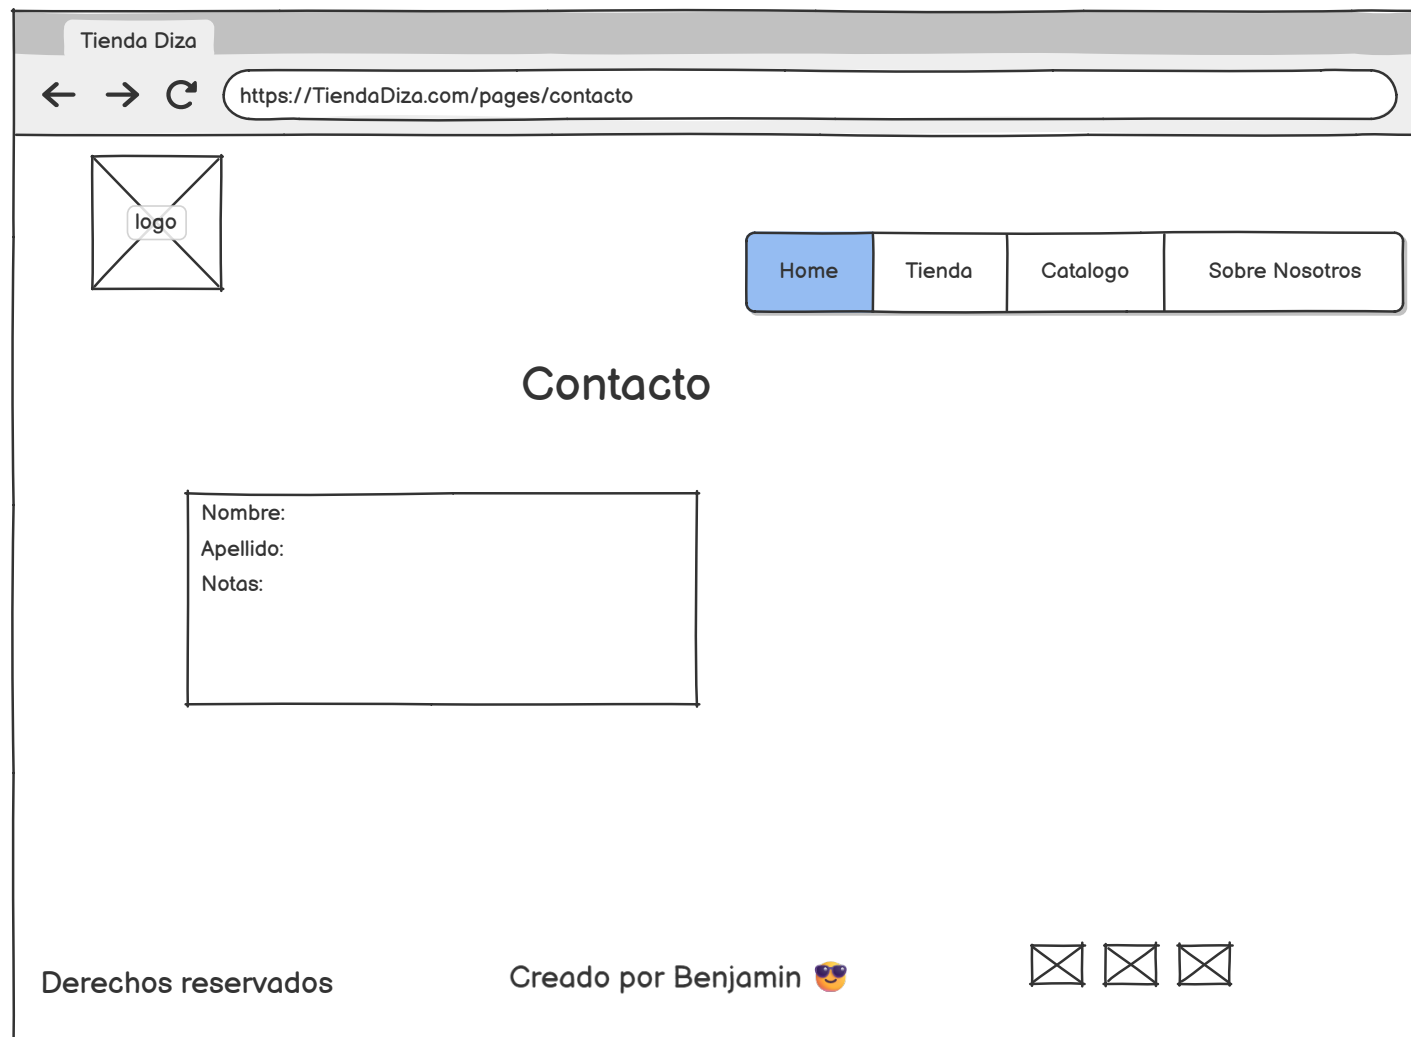 Tienda Diza
https://TiendaDiza.com/pages/contacto
logo
Home Tienda Catalogo Sobre Nosotros
Contacto
Nombre:
Apellido:
Notas:
Derechos reservados
Creado por Benjamin 😎